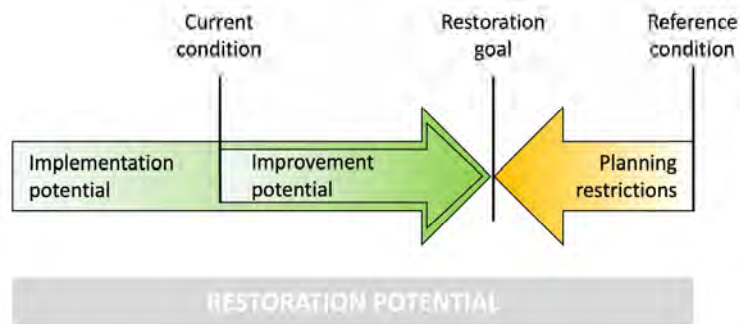 Current
condition
Restoration
goal
Reference
condition
Implementation
potential
Improvement
potential
Planning
restrictions
RESTORATION POTENTIAL